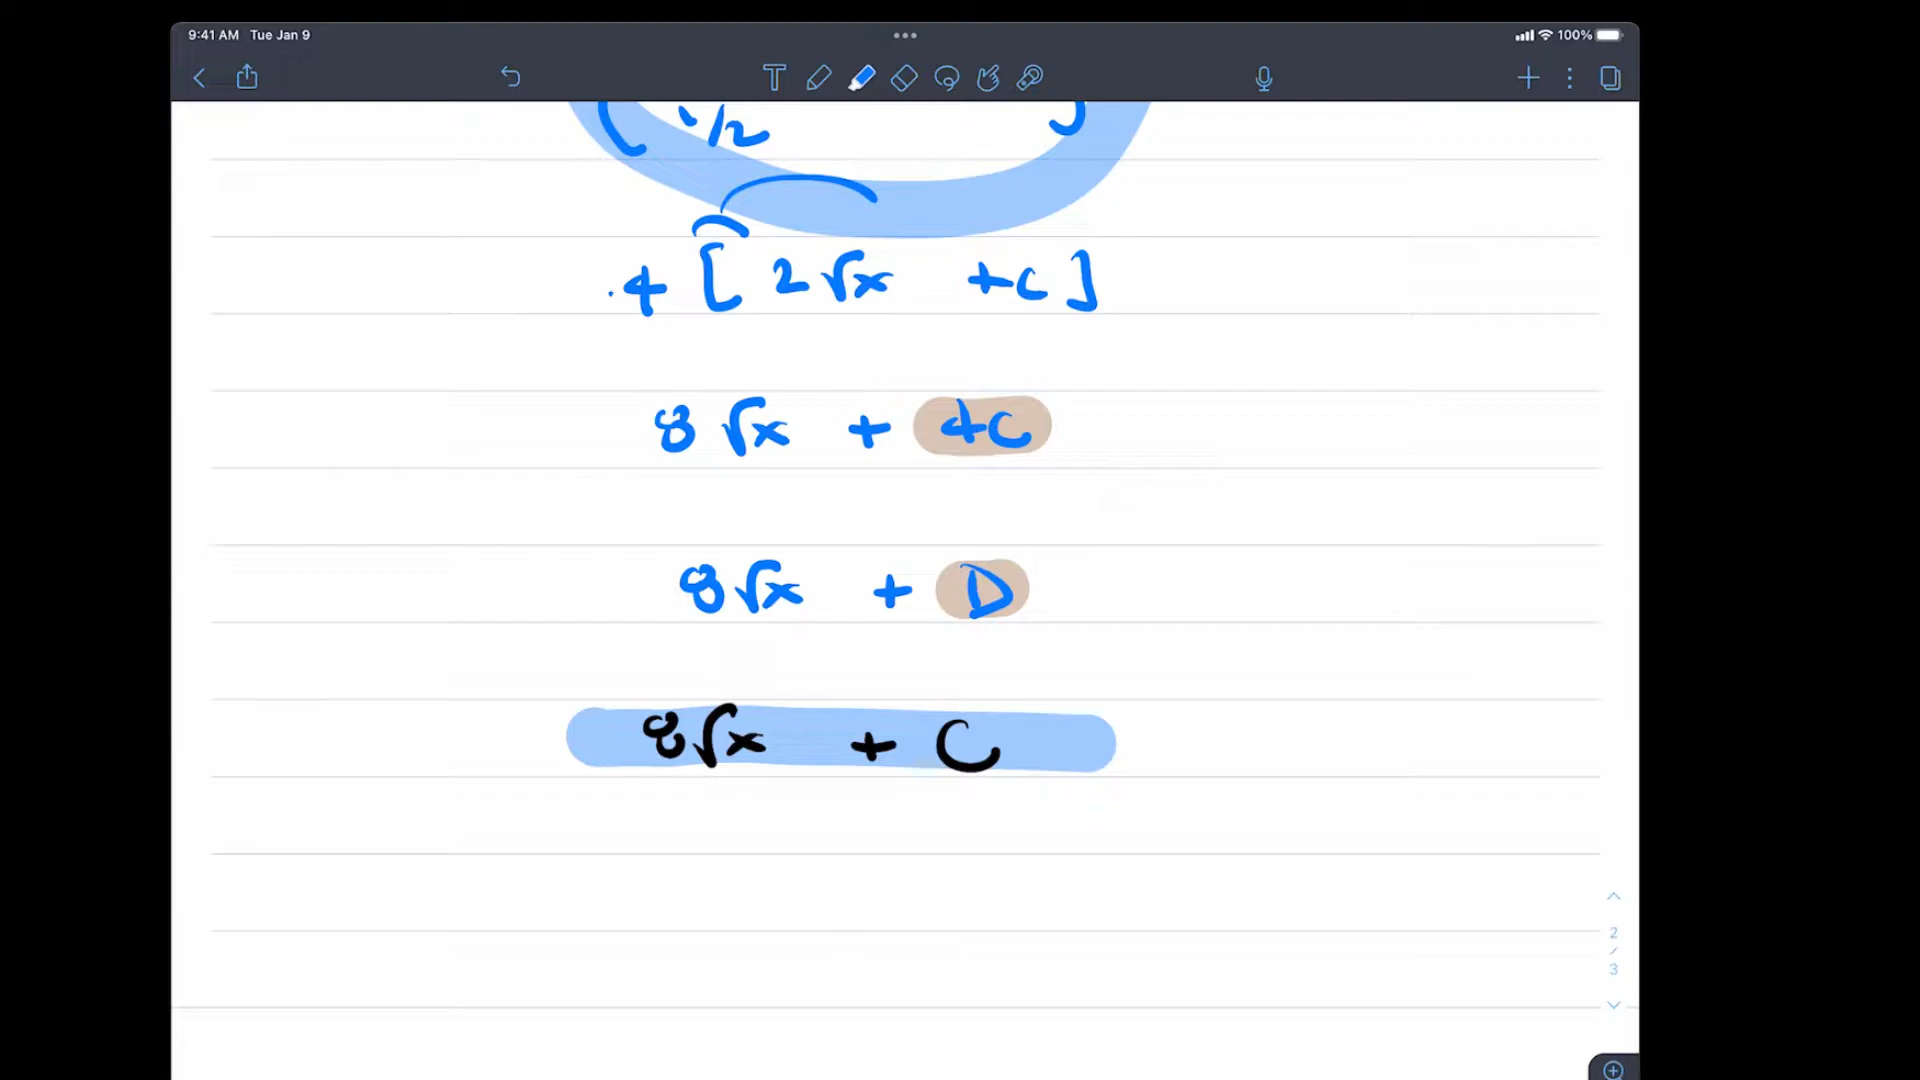 9:41 AM Tue Jan 9 100%
1/2
4 [ 2√x + C ]
8√x + 4C
8√x + D
8√x + C
2
/
3